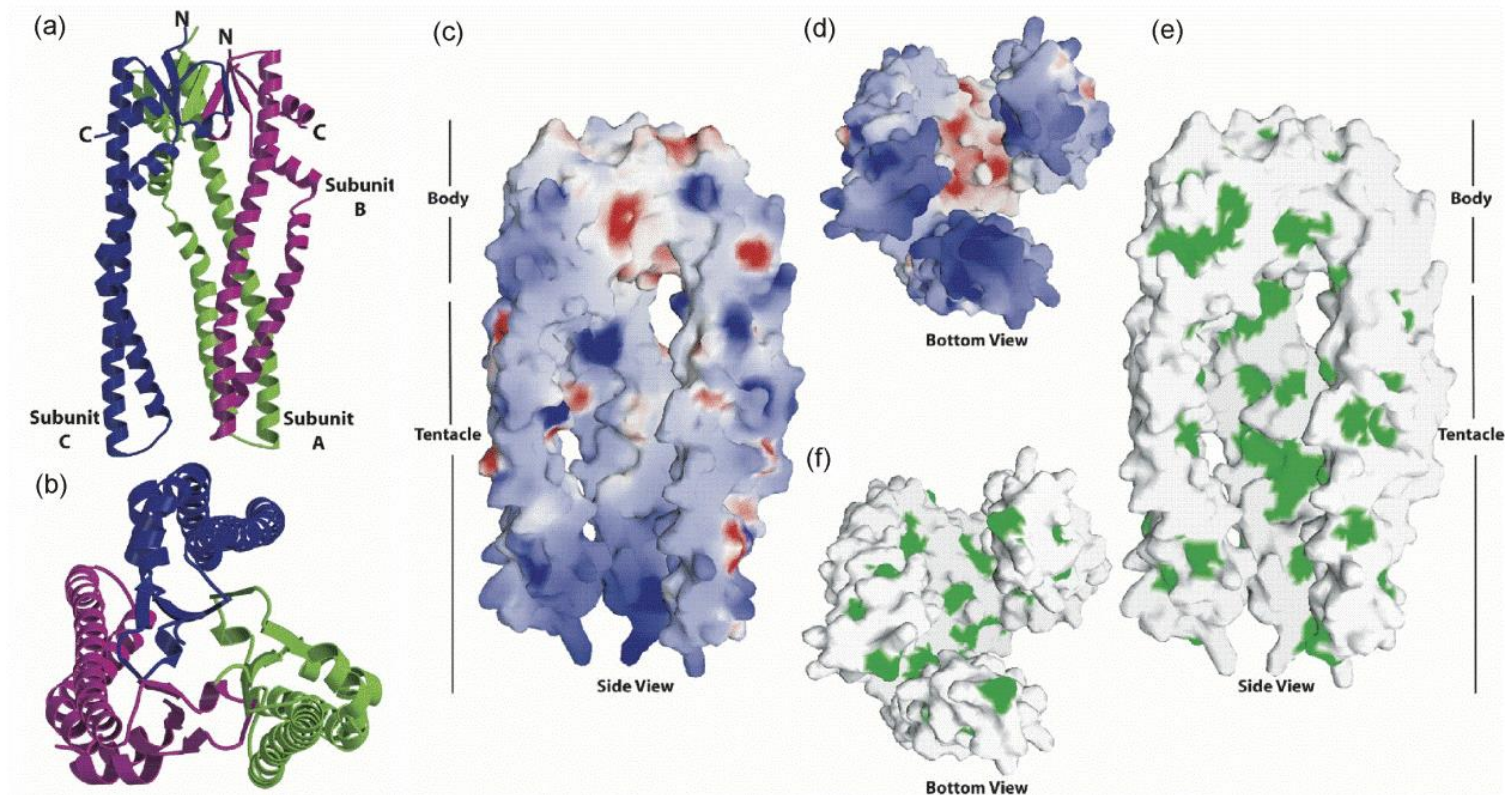 (a)
N
N
C
C
Subunit
B
Subunit
C
Subunit
A
(b)
(c)
Body
Tentacle
Side View
(d)
Bottom View
(e)
Body
Tentacle
Side View
(f)
Bottom View